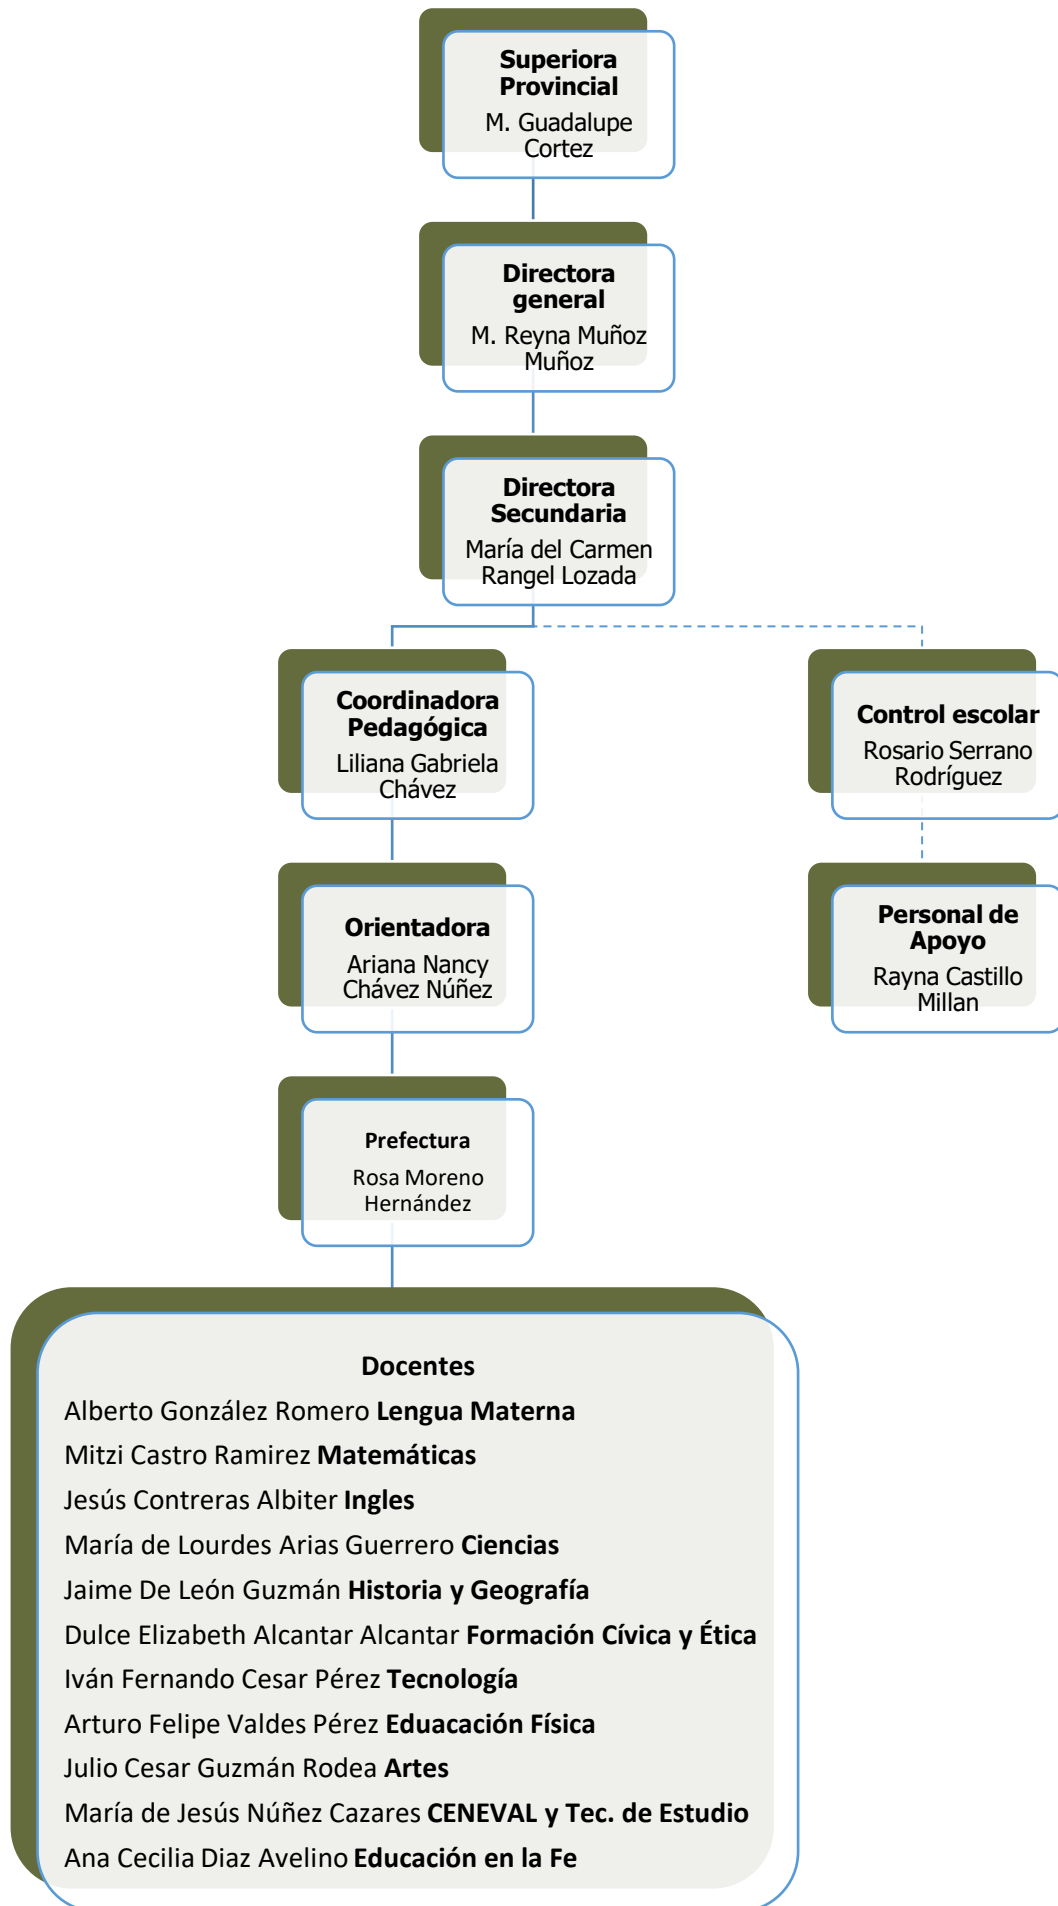 Superiora
Provincial
M. Guadalupe
Cortez
Directora
general
M. Reyna Muñoz
Muñoz
Directora
Secundaria
María del Carmen
Rangel Lozada
Coordinadora
Pedagógica
Liliana Gabriela
Chávez
Control escolar
Rosario Serrano
Rodríguez
Orientadora
Ariana Nancy
Chávez Núñez
Personal de
Apoyo
Rayna Castillo
Millan
Prefectura
Rosa Moreno
Hernández
Docentes
Alberto González Romero Lengua Materna
Mitzi Castro Ramirez Matemáticas
Jesús Contreras Albiter Ingles
María de Lourdes Arias Guerrero Ciencias
Jaime De León Guzmán Historia y Geografía
Dulce Elizabeth Alcantar Alcantar Formación Cívica y Ética
Iván Fernando Cesar Pérez Tecnología
Arturo Felipe Valdes Pérez Eduacación Física
Julio Cesar Guzmán Rodea Artes
María de Jesús Núñez Cazares CENEVAL y Tec. de Estudio
Ana Cecilia Diaz Avelino Educación en la Fe